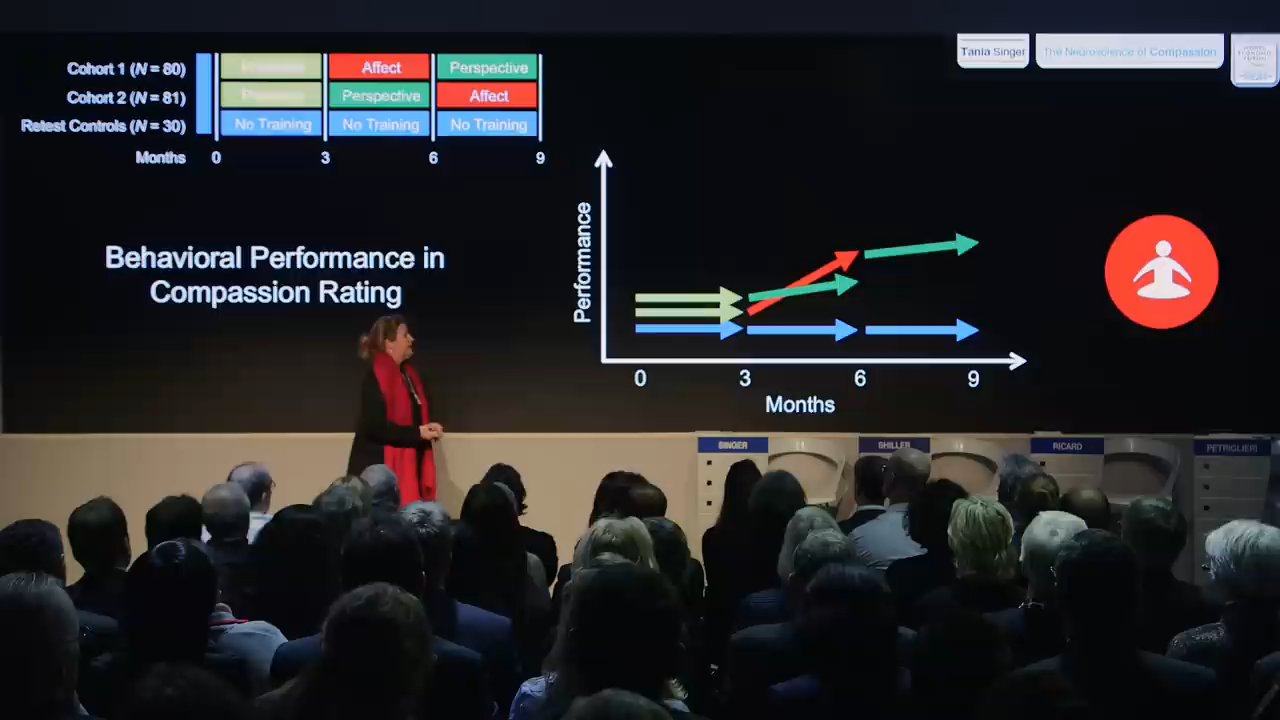 Tania Singer
The Neuroscience of Compassion
Cohort 1 (N = 80)
Affect
Perspective
Cohort 2 (N = 81)
Perspective
Affect
Retest Controls (N = 30)
No Training
No Training
No Training
Months
0
3
6
9
Behavioral Performance in
Compassion Rating
Performance
0
3
6
9
Months
SINGER
SHILLER
RICARD
PETRIGLIERI